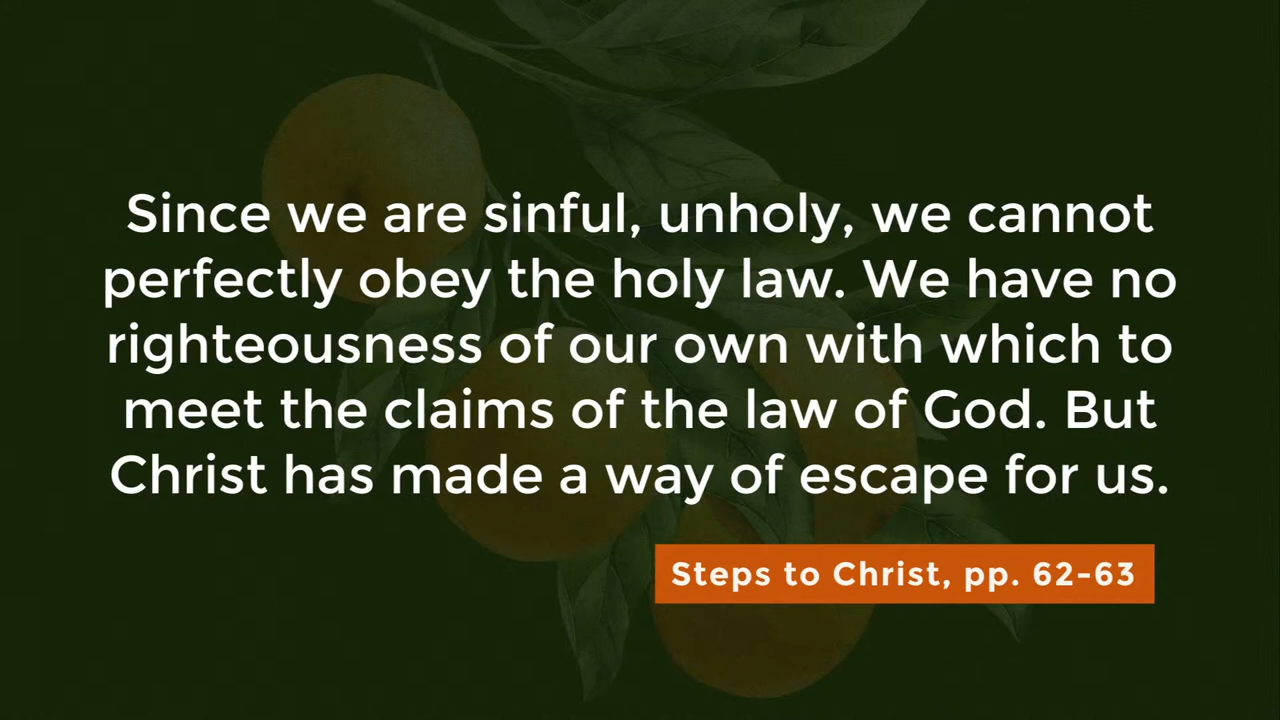 Since we are sinful, unholy, we cannot
perfectly obey the holy law. We have no
righteousness of our own with which to
meet the claims of the law of God. But
Christ has made a way of escape for us.
Steps to Christ, pp. 62-63